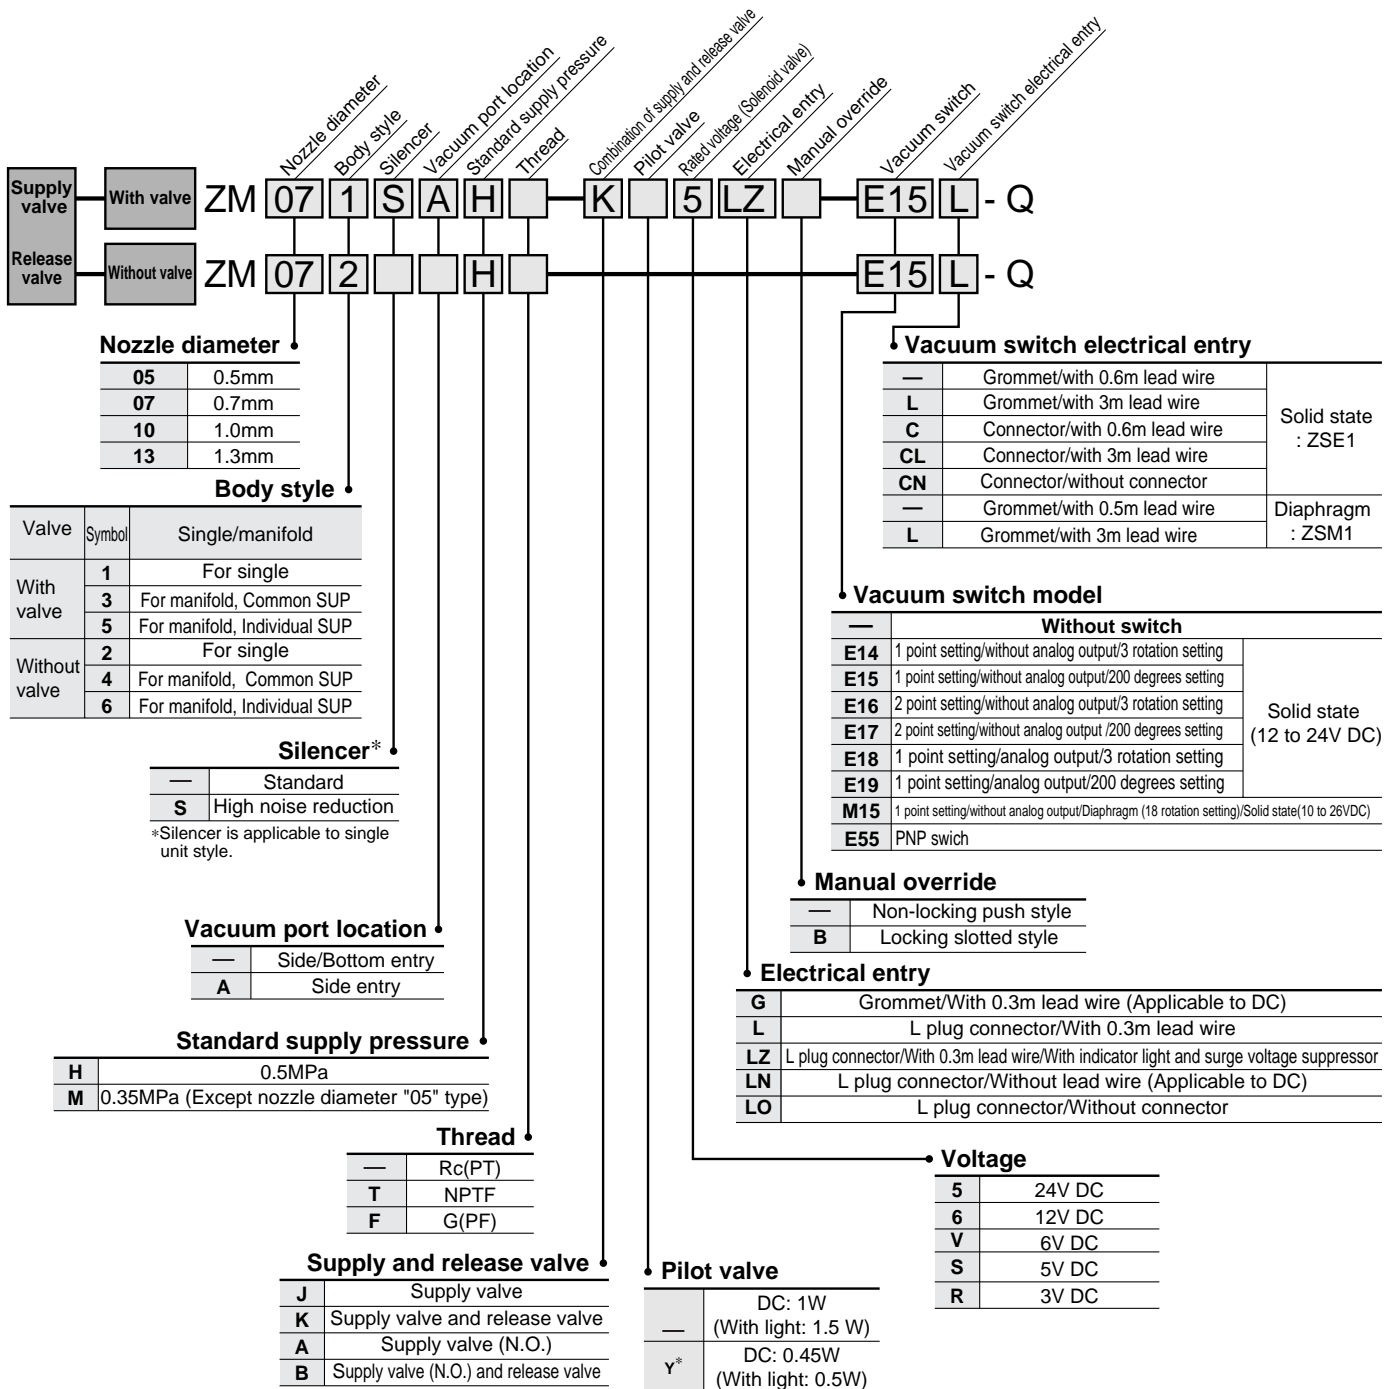 Nozzle diameter
Body style
Silencer
Vacuum port location
Standard supply pressure
Thread
Combination of supply and release valve
Pilot valve
Rated voltage (Solenoid valve)
Electrical entry
Manual override
Vacuum switch
Vacuum switch electrical entry
Supply valve
With valve
ZM 07 1 S A H K 5 LZ E15 L - Q
Release valve
Without valve
ZM 07 2 H E15 L - Q
Nozzle diameter
05 0.5mm
07 0.7mm
10 1.0mm
13 1.3mm
Body style
Valve Symbol Single/manifold
With valve
1 For single
3 For manifold, Common SUP
5 For manifold, Individual SUP
Without valve
2 For single
4 For manifold, Common SUP
6 For manifold, Individual SUP
Silencer*
— Standard
S High noise reduction
*Silencer is applicable to single
unit style.
Vacuum port location
— Side/Bottom entry
A Side entry
Standard supply pressure
H 0.5MPa
M 0.35MPa (Except nozzle diameter "05" type)
Thread
— Rc(PT)
T NPTF
F G(PF)
Supply and release valve
J Supply valve
K Supply valve and release valve
A Supply valve (N.O.)
B Supply valve (N.O.) and release valve
Vacuum switch electrical entry
— Grommet/with 0.6m lead wire
L Grommet/with 3m lead wire
C Connector/with 0.6m lead wire
CL Connector/with 3m lead wire
CN Connector/without connector
Solid state
: ZSE1
— Grommet/with 0.5m lead wire
L Grommet/with 3m lead wire
Diaphragm
: ZSM1
Vacuum switch model
— Without switch
E14 1 point setting/without analog output/3 rotation setting
E15 1 point setting/without analog output/200 degrees setting
E16 2 point setting/without analog output/3 rotation setting
E17 2 point setting/without analog output /200 degrees setting
E18 1 point setting/analog output/3 rotation setting
E19 1 point setting/analog output/200 degrees setting
Solid state
(12 to 24V DC)
M15 1 point setting/without analog output/Diaphragm (18 rotation setting)/Solid state(10 to 26VDC)
E55 PNP swich
Manual override
— Non-locking push style
B Locking slotted style
Electrical entry
G Grommet/With 0.3m lead wire (Applicable to DC)
L L plug connector/With 0.3m lead wire
LZ L plug connector/With 0.3m lead wire/With indicator light and surge voltage suppressor
LN L plug connector/Without lead wire (Applicable to DC)
LO L plug connector/Without connector
Voltage
5 24V DC
6 12V DC
V 6V DC
S 5V DC
R 3V DC
Pilot valve
— DC: 1W
(With light: 1.5 W)
Y* DC: 0.45W
(With light: 0.5W)